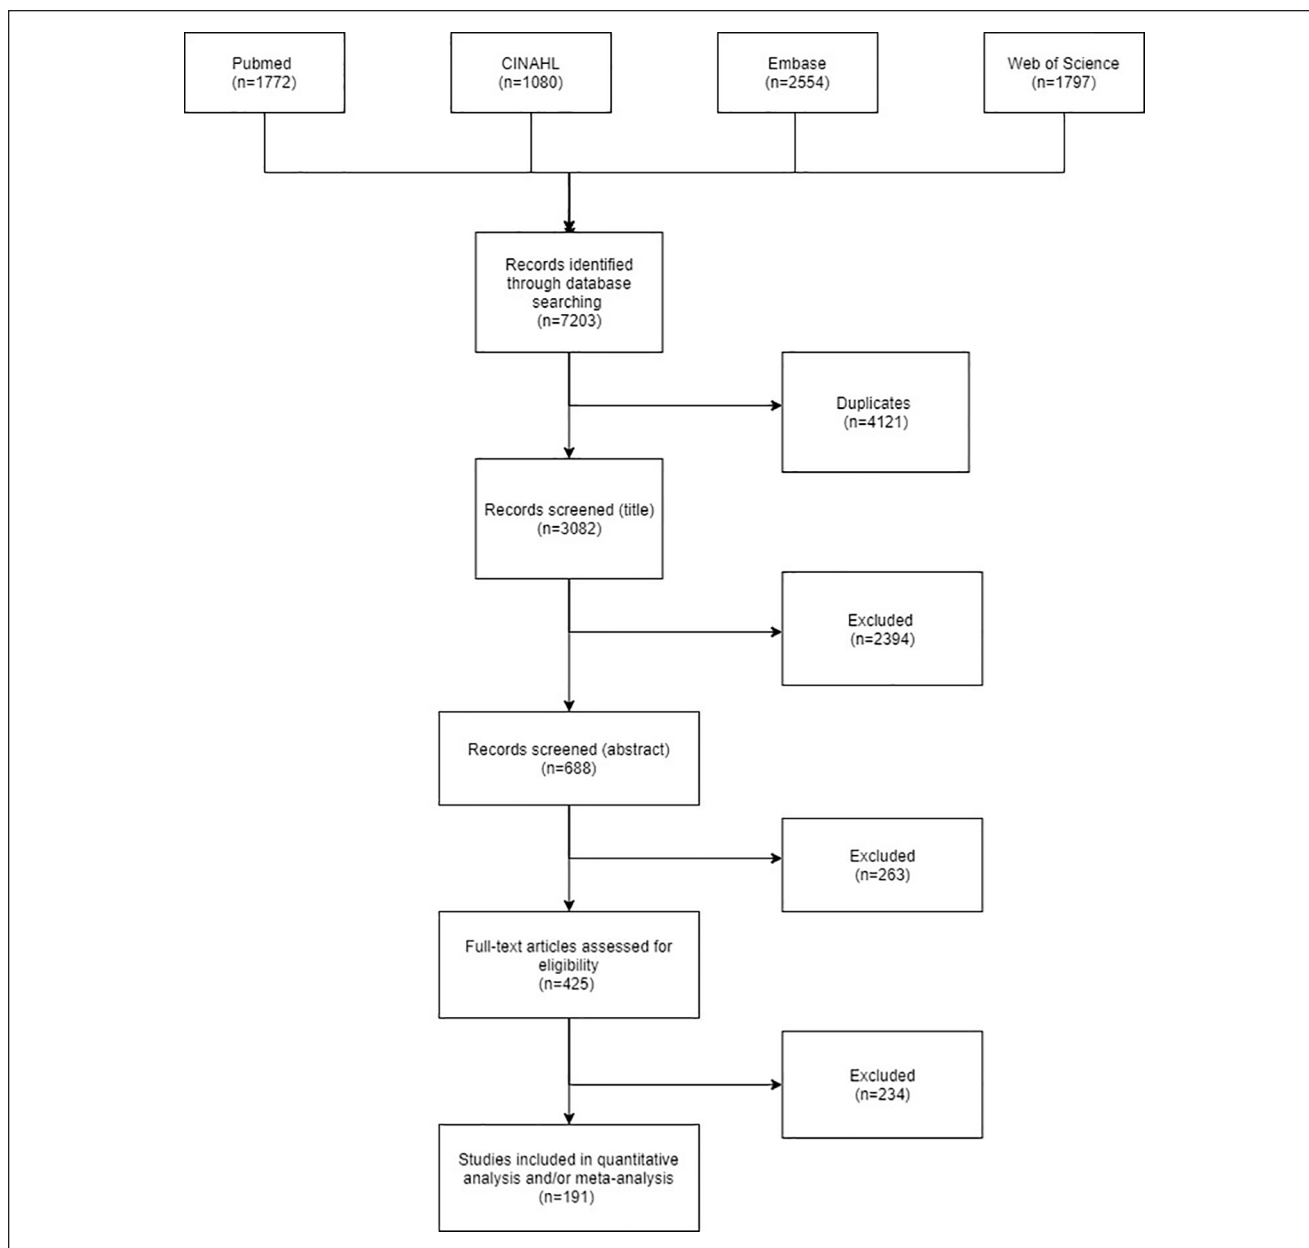 Pubmed
(n=1772)
CINAHL
(n=1080)
Embase
(n=2554)
Web of Science
(n=1797)
Records identified
through database
searching
(n=7203)
Duplicates
(n=4121)
Records screened (title)
(n=3082)
Excluded
(n=2394)
Records screened (abstract)
(n=688)
Excluded
(n=263)
Full-text articles assessed for
eligibility
(n=425)
Excluded
(n=234)
Studies included in quantitative
analysis and/or meta-analysis
(n=191)